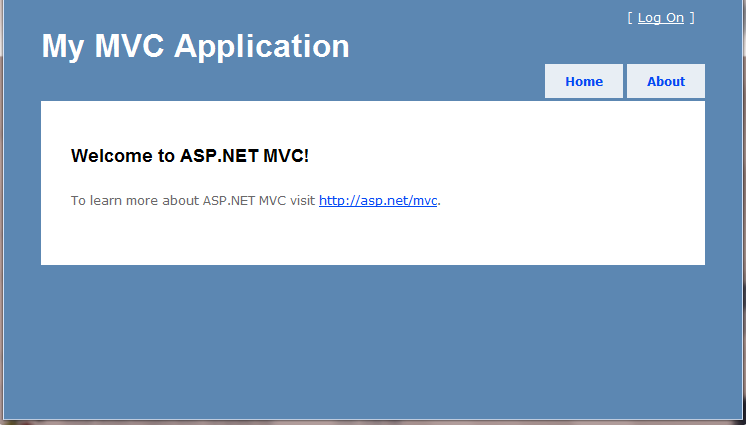 [ Log On ]
My MVC Application
Home About
Welcome to ASP.NET MVC!
To learn more about ASP.NET MVC visit http://asp.net/mvc.